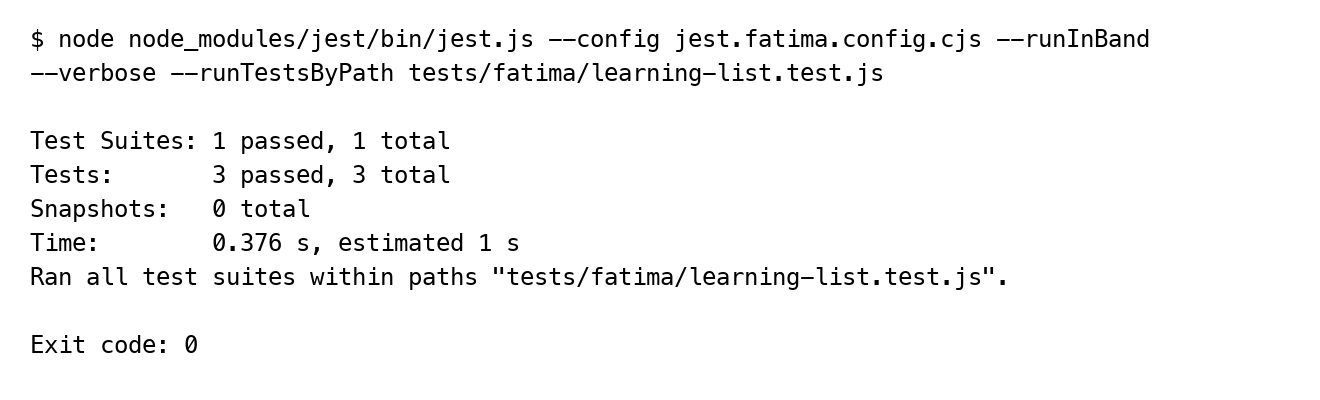 $ node node_modules/jest/bin/jest.js --config jest.fatima.config.cjs --runInBand
--verbose --runTestsByPath tests/fatima/learning-list.test.js
Test Suites: 1 passed, 1 total
Tests:       3 passed, 3 total
Snapshots:   0 total
Time:        0.376 s, estimated 1 s
Ran all test suites within paths "tests/fatima/learning-list.test.js".
Exit code: 0